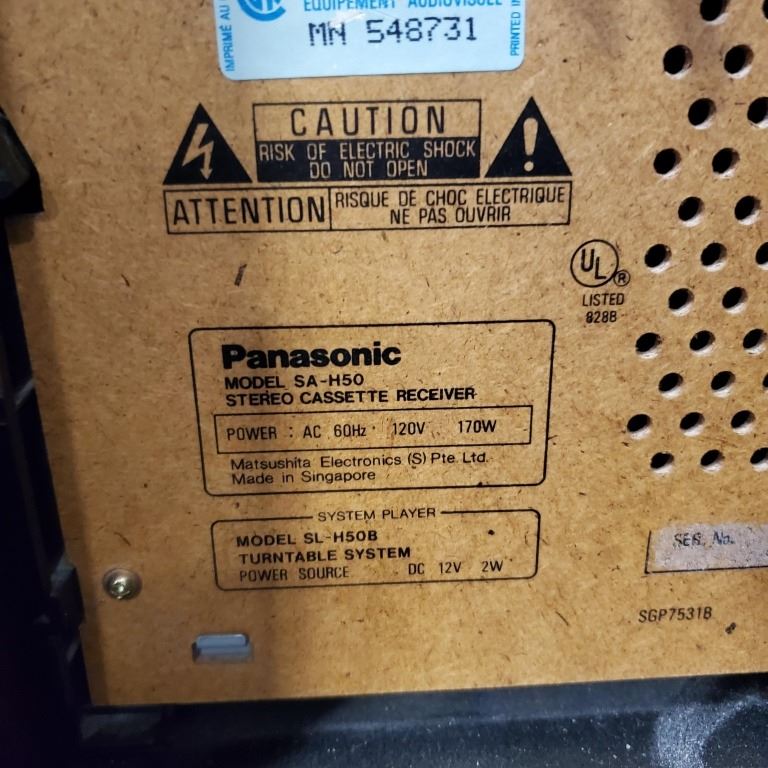 EQUIPEMENT AUDIOVISUEL
IMPRIMÉ AU
MN 548731
PRINTED IN
CAUTION
RISK OF ELECTRIC SHOCK
DO NOT OPEN
ATTENTION
RISQUE DE CHOC ELECTRIQUE
NE PAS OUVRIR
UL
®
LISTED
828B
Panasonic
MODEL SA-H50
STEREO CASSETTE RECEIVER
POWER : AC 60Hz 120V 170W
Matsushita Electronics (S) Pte. Ltd.
Made in Singapore
SYSTEM PLAYER
MODEL SL-H50B
TURNTABLE SYSTEM
POWER SOURCE DC 12V 2W
SER. No.
SGP7531B